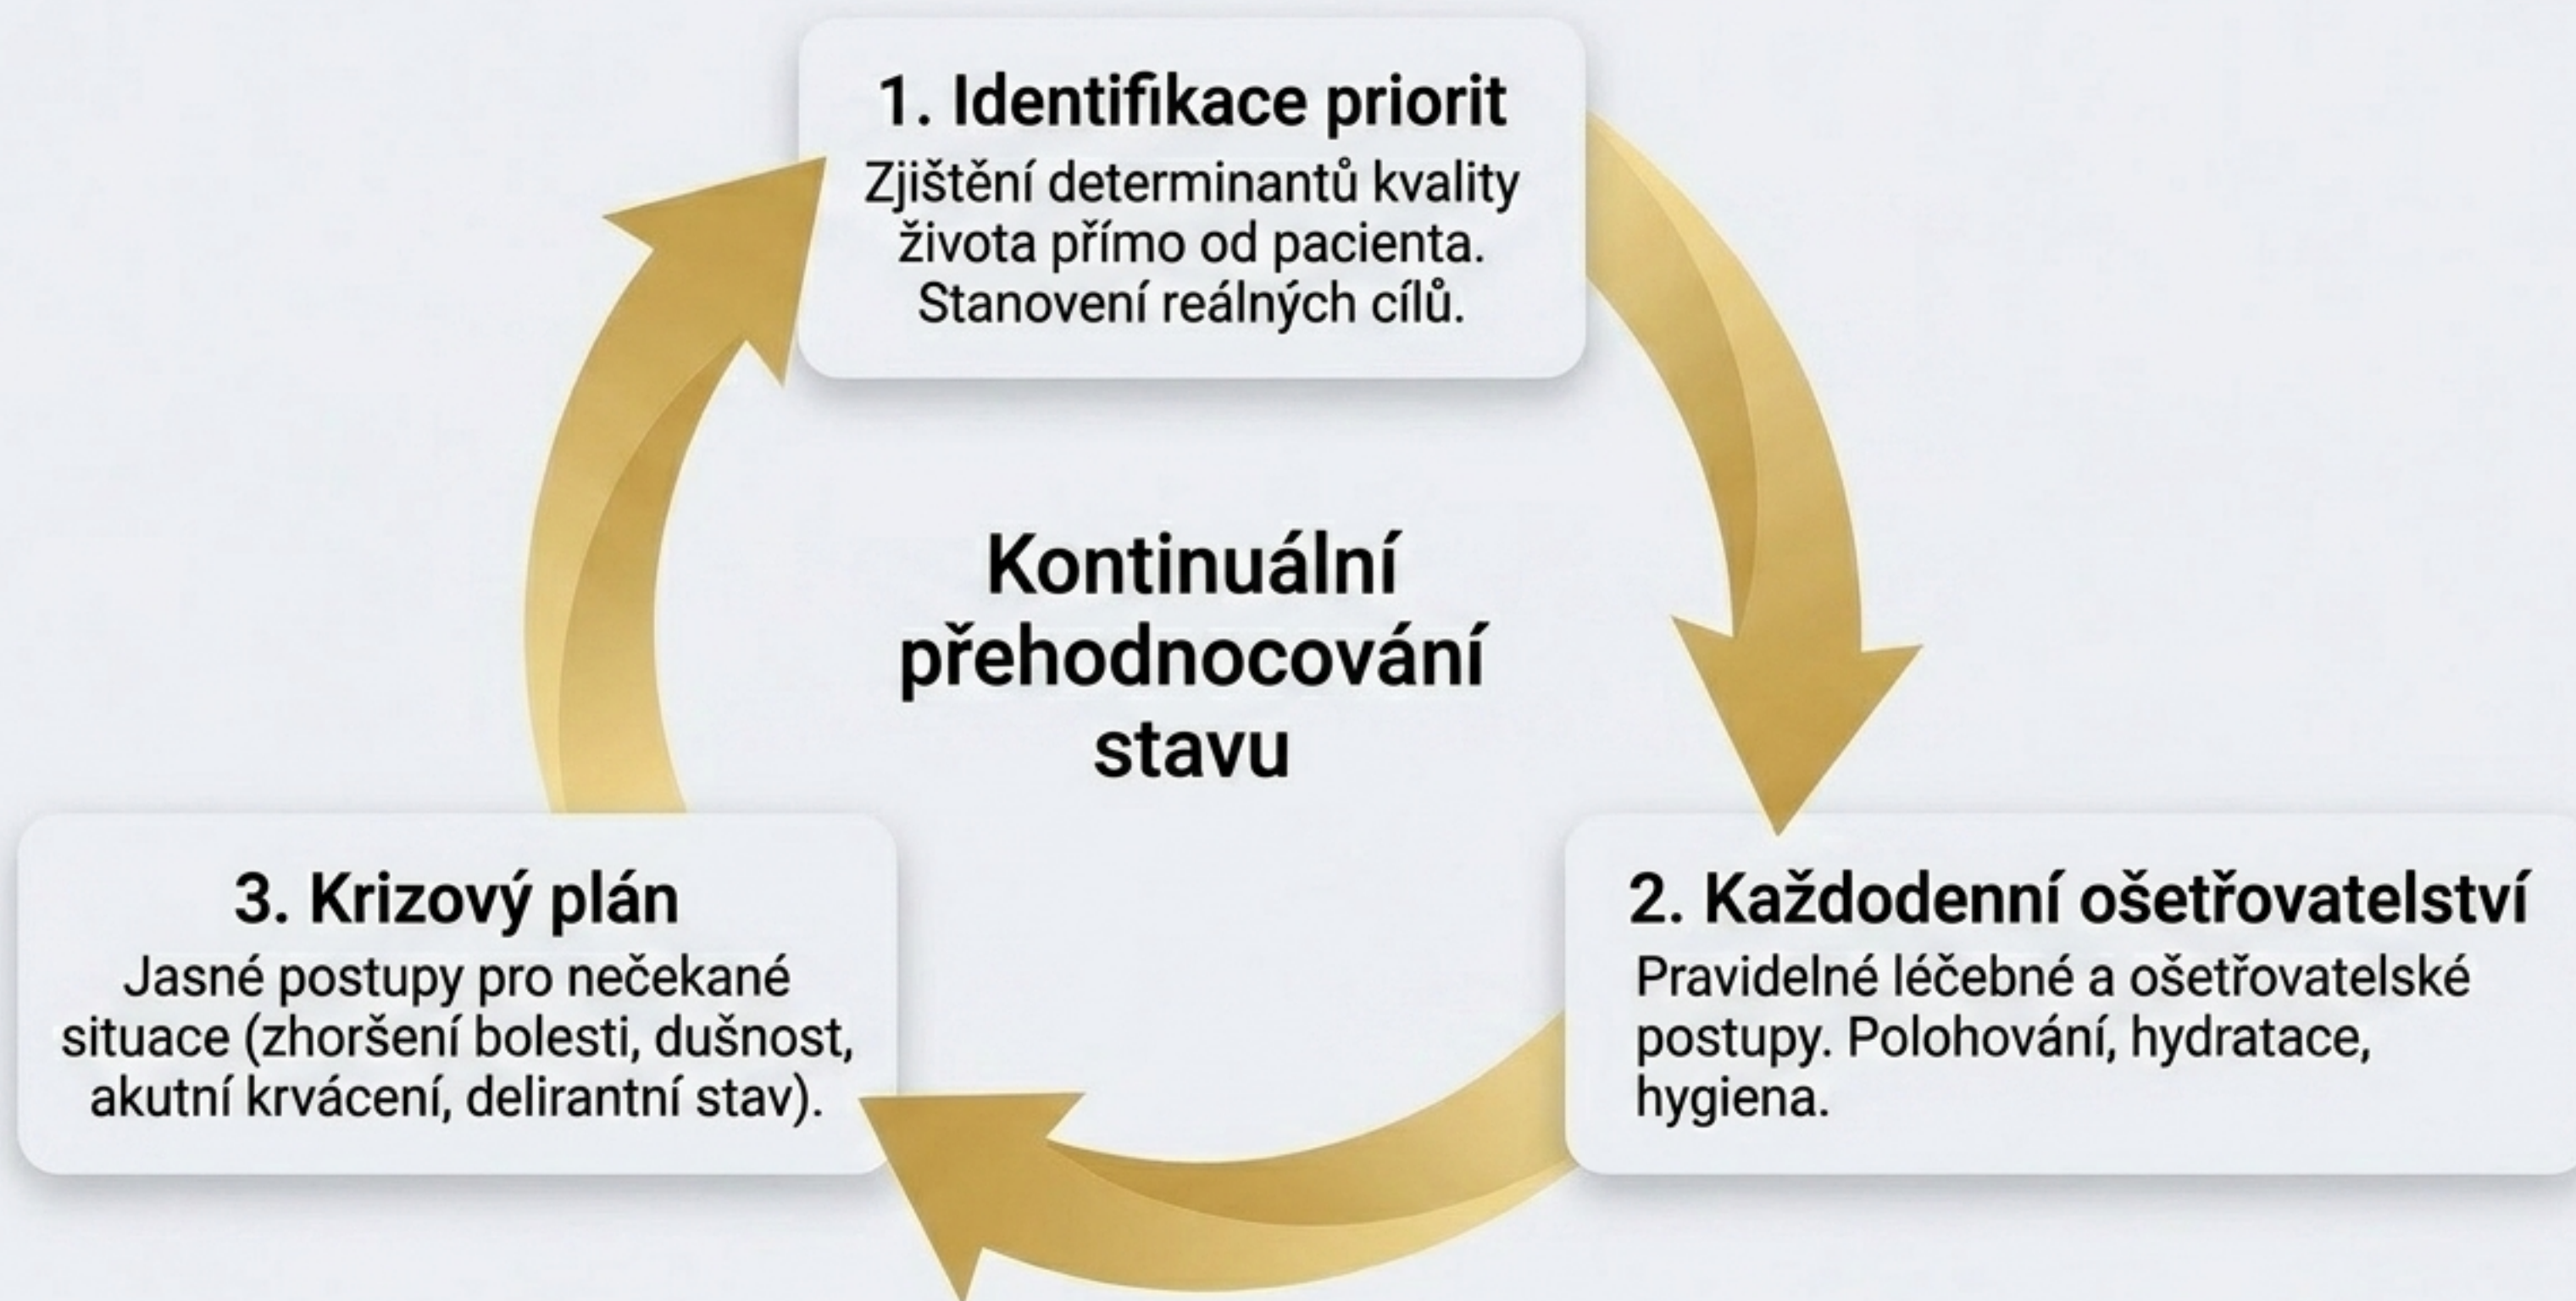 1. Identifikace priorit
Zjištění determinantů kvality
života přímo od pacienta.
Stanovení reálných cílů.
Kontinuální
přehodnocování
stavu
2. Každodenní ošetřovatelství
Pravidelné léčebné a ošetřovatelské
postupy. Polohování, hydratace,
hygiena.
3. Krizový plán
Jasné postupy pro nečekané
situace (zhoršení bolesti, dušnost,
akutní krvácení, delirantní stav).